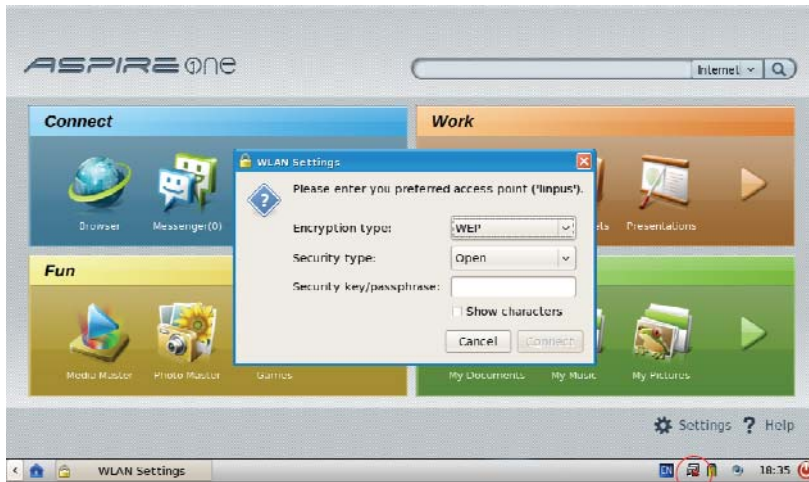 ASPIRE one
Internet
Connect
Work
WLAN Settings
Please enter you preferred access point ('linpus').
Encryption type: WEP
Security type: Open
Security key/passphrase:
Show characters
Cancel Connect
Browser Messenger(0) Presentations
Fun
Media Master Photo Master Games My Documents My Music My Pictures
Settings ? Help
WLAN Settings EN 18:35